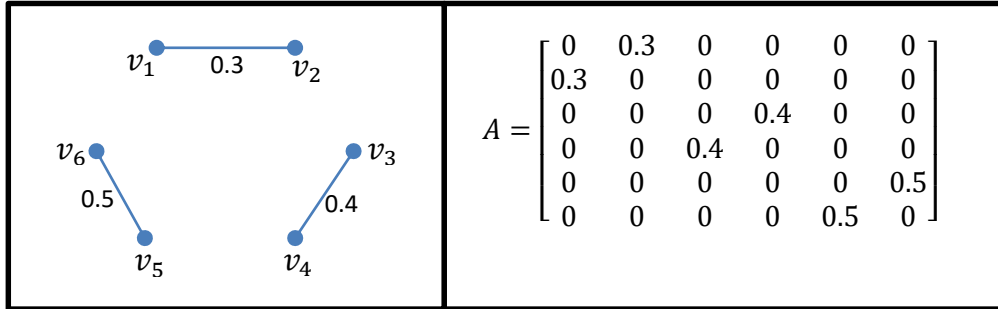 v₁ 0.3 v₂
v₆ v₃
0.5 0.4
v₅ v₄
A =
0 0.3 0 0 0 0
0.3 0 0 0 0 0
0 0 0 0.4 0 0
0 0 0.4 0 0 0
0 0 0 0 0 0.5
0 0 0 0 0.5 0